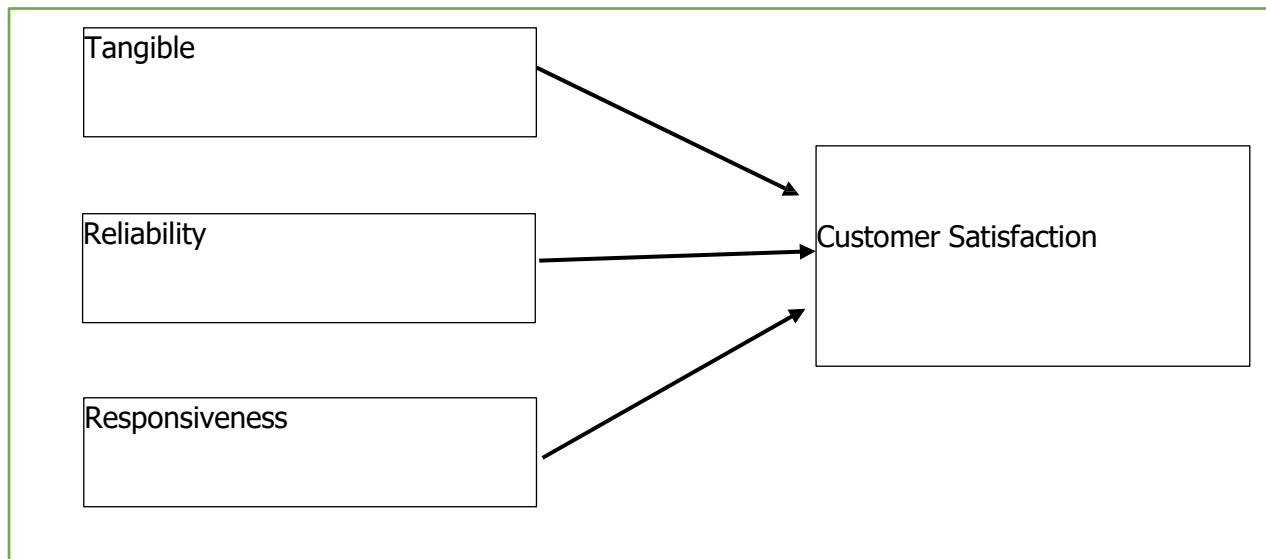 Tangible
Reliability
Customer Satisfaction
Responsiveness